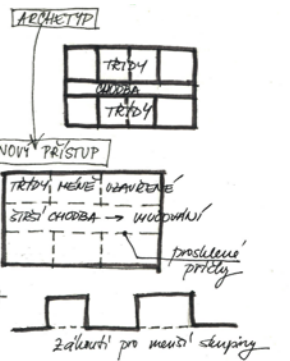 ARCHETYP
TŘÍDY
CHODBA
TŘÍDY
NOVÝ PŘÍSTUP
TŘÍDY MÉNĚ UZAVŘENÉ
ŠIRŠÍ CHODBA → VYUČOVÁNÍ
prosklené
příčky
zákoutí pro menší skupiny